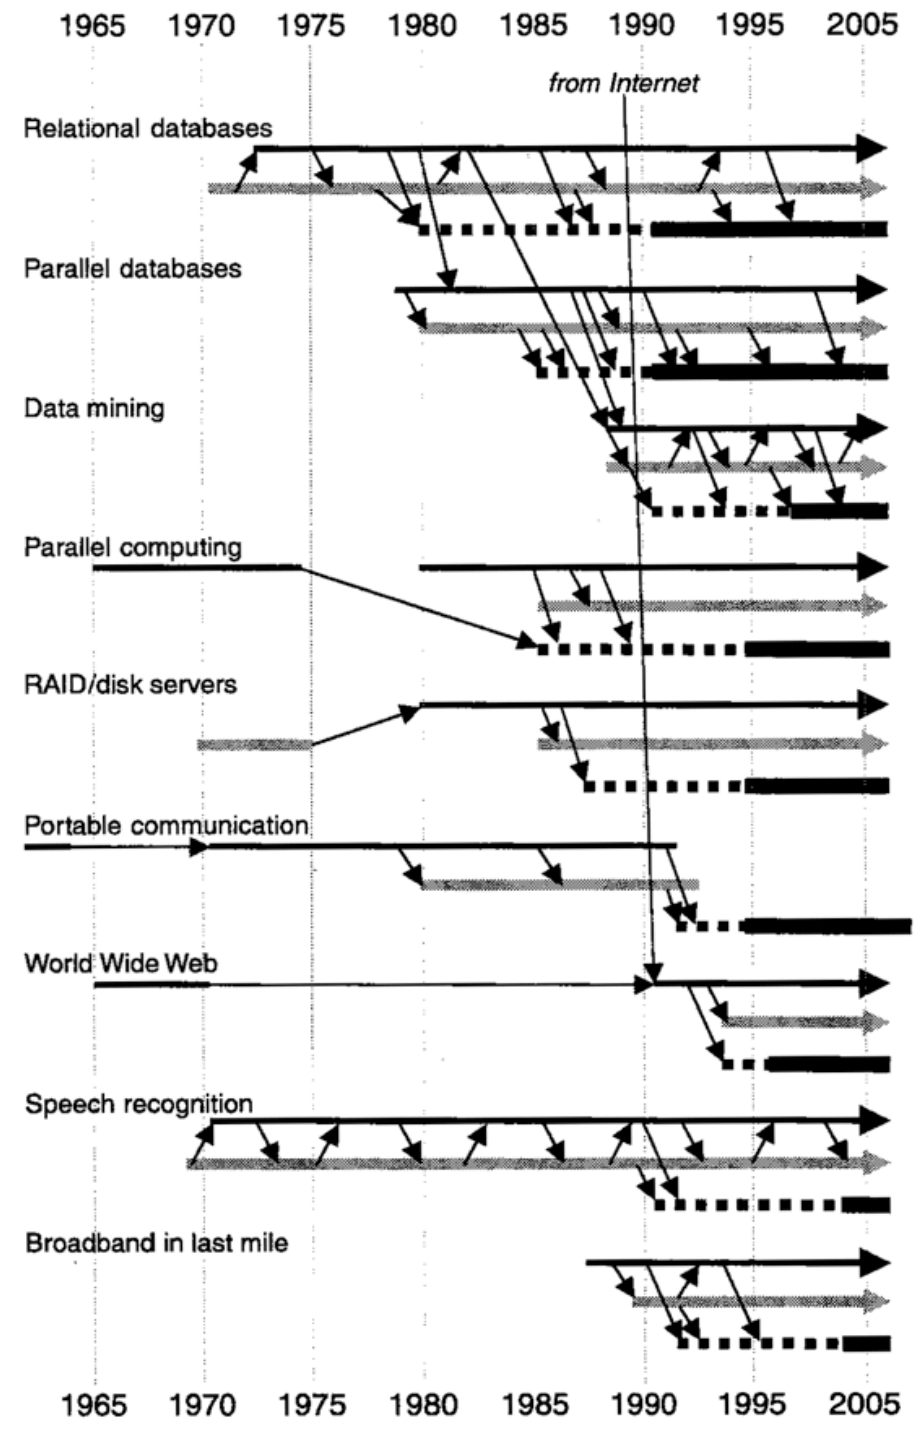 1965 1970 1975 1980 1985 1990 1995 2005
from Internet
Relational databases
Parallel databases
Data mining
Parallel computing
RAID/disk servers
Portable communication
World Wide Web
Speech recognition
Broadband in last mile
1965 1970 1975 1980 1985 1990 1995 2005